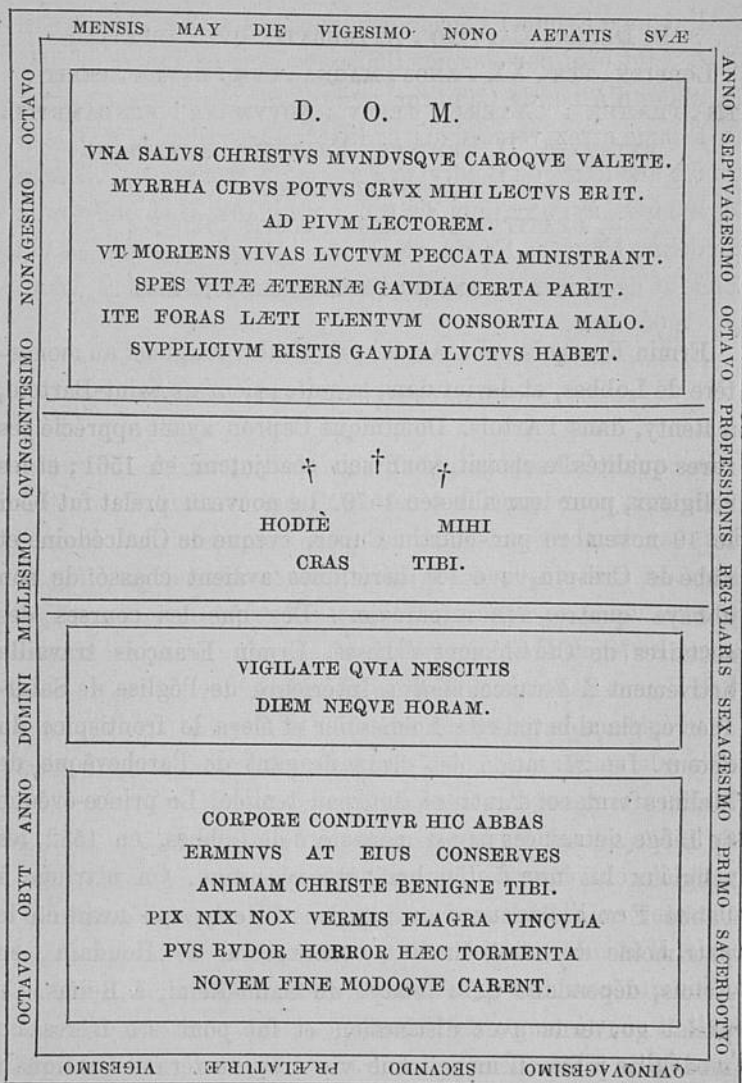 MENSIS MAY DIE VIGESIMO NONO AETATIS SVÆ
ANNO SEPTVAGESIMO OCTAVO PROFESSIONIS REGVLARIS SEXAGESIMO PRIMO SACERDOTYO
QVINQVAGESIMO SECVNDO PRÆLATVRÆ VIGESIMO
OCTAVO OBYT ANNO DOMINI MILLESIMO QVINGENTESIMO NONAGESIMO OCTAVO
D. O. M.
VNA SALVS CHRISTVS MVNDVSQVE CAROQVE VALETE.
MYRRHA CIBVS POTVS CRVX MIHI LECTVS ERIT.
AD PIVM LECTOREM.
VT MORIENS VIVAS LVCTVM PECCATA MINISTRANT.
SPES VITÆ ÆTERNÆ GAVDIA CERTA PARIT.
ITE FORAS LÆTI FLENTVM CONSORTIA MALO.
SVPPLICIVM RISTIS GAVDIA LVCTVS HABET.
† † †
HODIÈ MIHI
CRAS TIBI.
VIGILATE QVIA NESCITIS
DIEM NEQVE HORAM.
CORPORE CONDITVR HIC ABBAS
ERMINVS AT EIUS CONSERVES
ANIMAM CHRISTE BENIGNE TIBI.
PIX NIX NOX VERMIS FLAGRA VINCVLA
PVS RVDOR HORROR HÆC TORMENTA
NOVEM FINE MODOQVE CARENT.